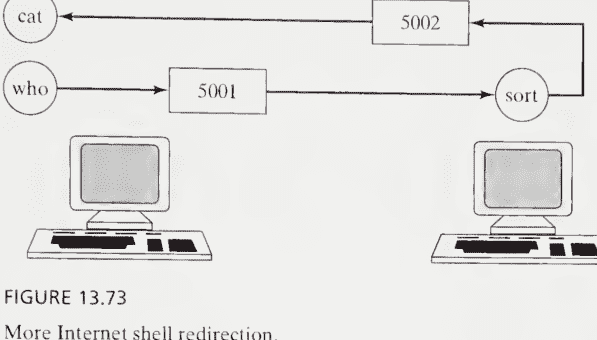 cat
5002
who
5001
sort
FIGURE 13.73
More Internet shell redirection.